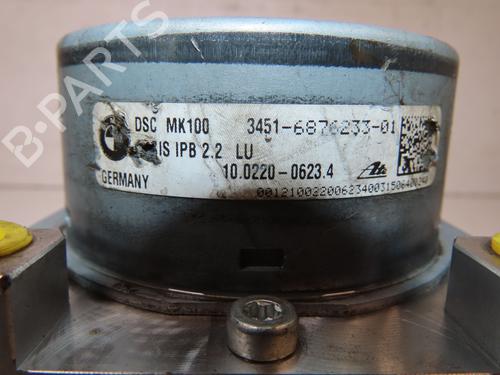 DSC MK100 3451-6876233-01
IS IPB 2.2 LU
GERMANY 10.0220-0623.4
B-PARTS